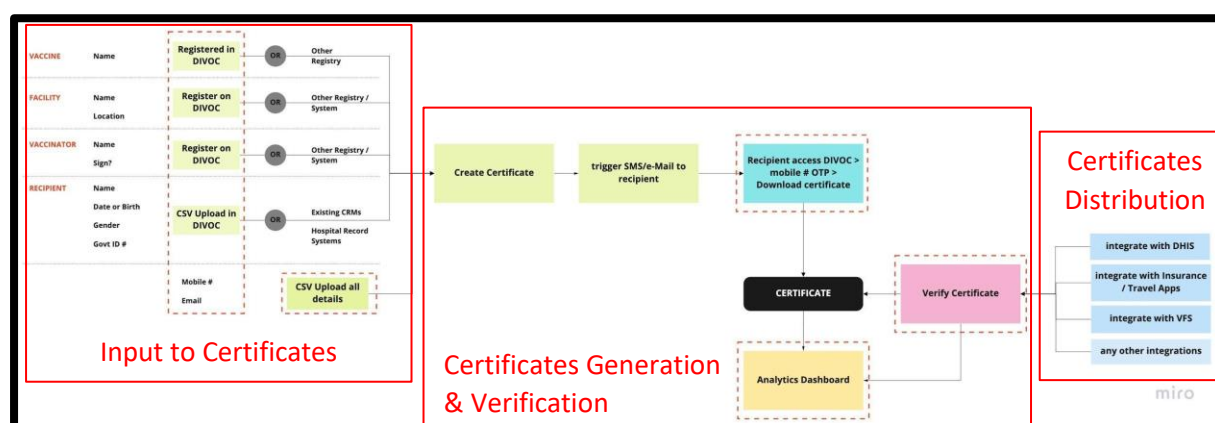 VACCINE
Name
Registered in
DIVOC
OR
Other
Registry
FACILITY
Name
Location
Register on
DIVOC
OR
Other Registry /
System
VACCINATOR
Name
Sign?
Register on
DIVOC
OR
Other Registry /
System
RECIPIENT
Name
Date or Birth
Gender
Govt ID #
CSV Upload in
DIVOC
OR
Existing CRMs
Hospital Record
Systems
Mobile #
Email
CSV Upload all
details
Input to Certificates
Create Certificate
trigger SMS/e-Mail to
recipient
Recipient access DIVOC >
mobile # OTP >
Download certificate
CERTIFICATE
Verify Certificate
Analytics Dashboard
Certificates Generation
& Verification
Certificates
Distribution
integrate with DHIS
integrate with Insurance
/ Travel Apps
integrate with VFS
any other integrations
miro